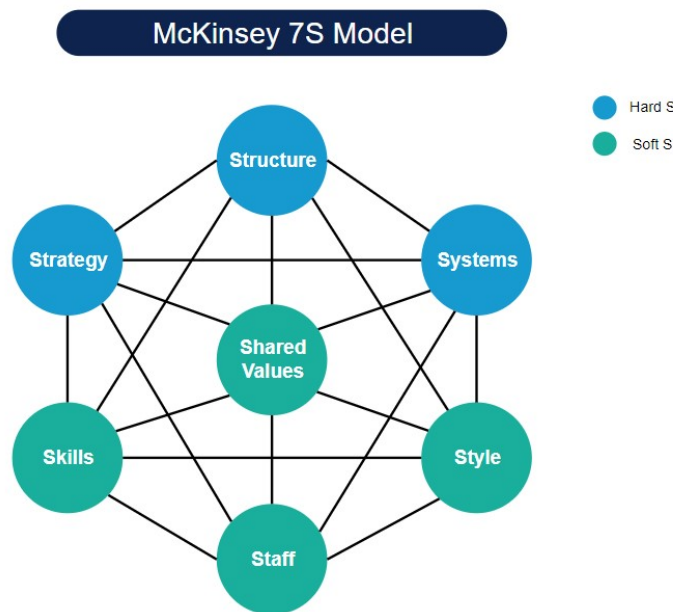 McKinsey 7S Model
Hard S
Soft S
Structure
Strategy
Systems
Shared
Values
Skills
Style
Staff